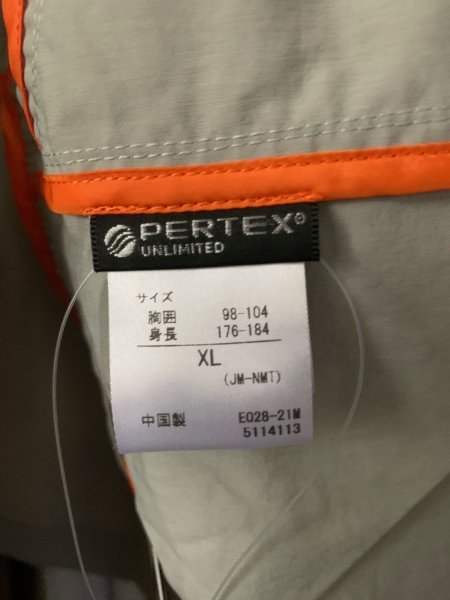 PERTEX®
UNLIMITED
サイズ
胸囲 98-104
身長 176-184
XL
(JM-NMT)
中国製 E028-21M
5114113